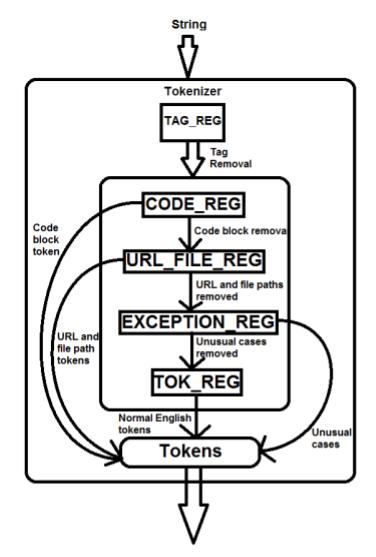 String
Tokenizer
TAG_REG
Tag
Removal
CODE_REG
Code
block
token
Code block remova
URL_FILE_REG
URL and file paths
removed
EXCEPTION_REG
URL and
file path
tokens
Unusual cases
removed
TOK_REG
Normal English
tokens
Unusual
cases
Tokens